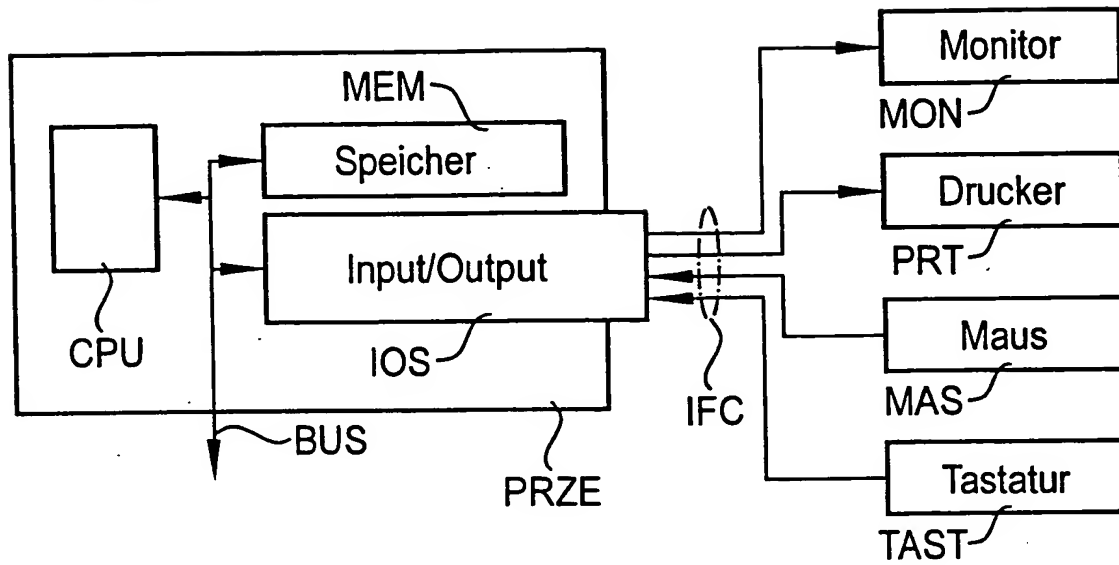 Monitor
MEM
MON
Speicher
Drucker
Input/Output
PRT
CPU
IOS
Maus
IFC
MAS
BUS
PRZE
Tastatur
TAST